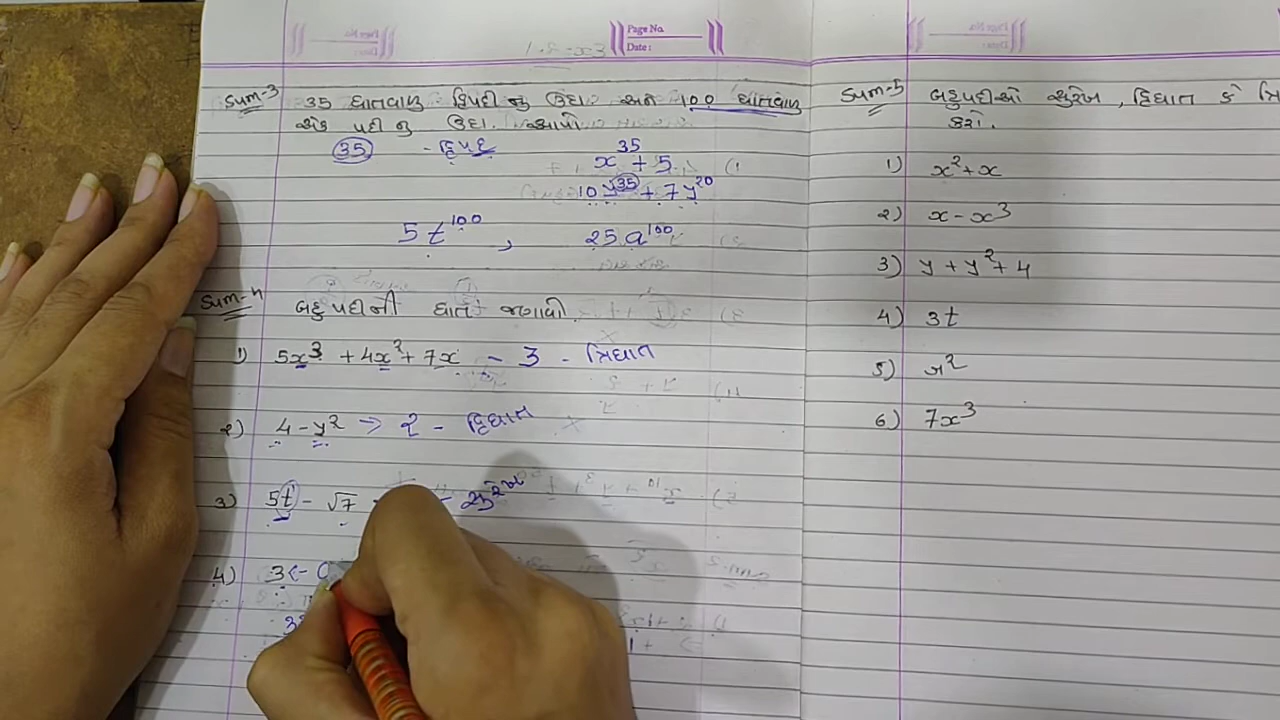 Page No.
Date:
Sum-3 35 ઘાતવાળુ દ્વિપદીનુ ઉદા. અને 100 ઘાતવાળુ
એક પદીનુ ઉદા. આપો
35 - દ્વિપદ x³⁵ + 5
10y³⁵ + 7y²⁰
5t¹⁰⁰ , 25a¹⁰⁰
Sum-4 બહુપદીની ઘાત જણાવો.
1) 5x³ + 4x² + 7x - 3 - ત્રિઘાત
૨) 4 - y² → 2 - દ્વિઘાત
3) 5t - √7 - સુરેખ
4) 3
Sum-5 બહુપદીઓ સુરેખ , દ્વિઘાત કે ત્રિ
કરો.
1) x² + x
૨) x - x³
3) y + y² + 4
4) 3t
5) r²
6) 7x³